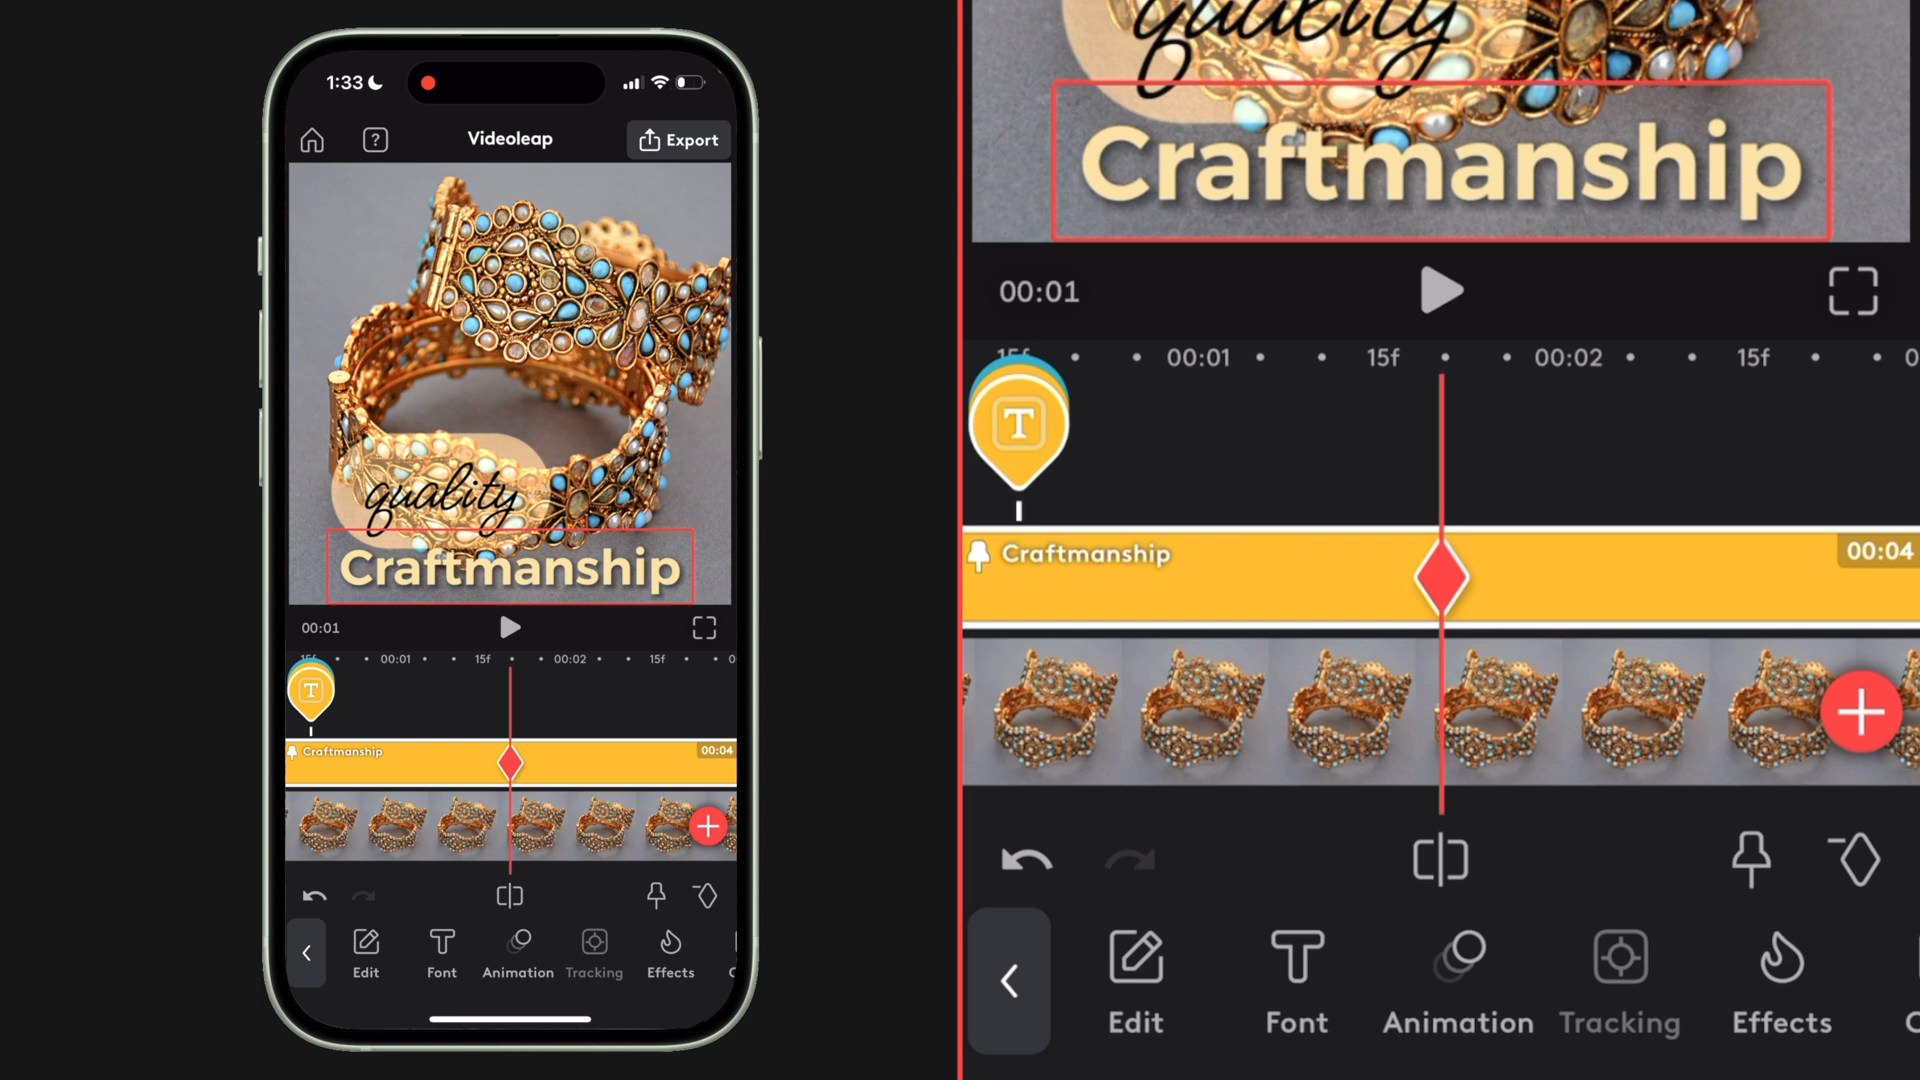 1:33
Videoleap
Export
quality
Craftmanship
00:01
15f
00:01
15f
00:02
15f
T
Craftmanship
00:04
Edit
Font
Animation
Tracking
Effects
quality
Craftmanship
00:01
15f
00:01
15f
00:02
15f
T
Craftmanship
00:04
Edit
Font
Animation
Tracking
Effects